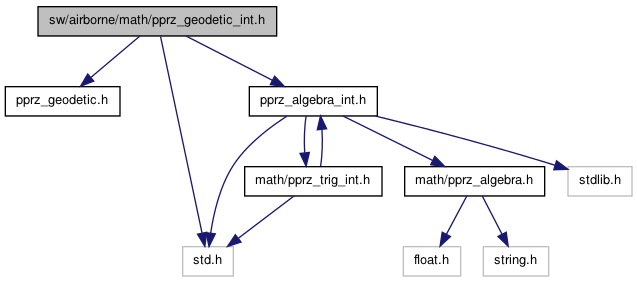 sw/airborne/math/pprz_geodetic_int.h
pprz_geodetic.h
pprz_algebra_int.h
math/pprz_trig_int.h
math/pprz_algebra.h
stdlib.h
std.h
float.h
string.h